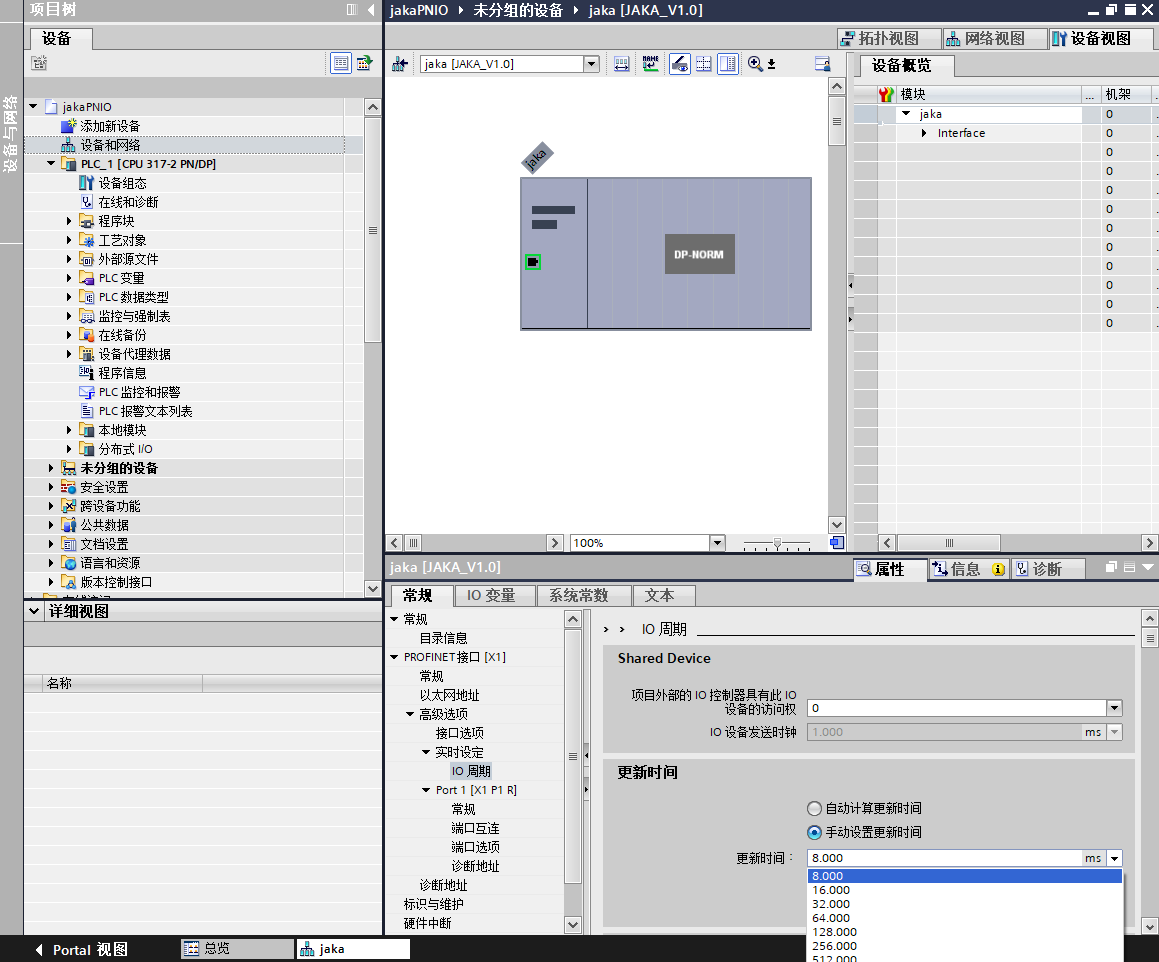 项目树
设备
设备与网络
jakaPNIO
添加新设备
设备和网络
PLC_1 [CPU 317-2 PN/DP]
设备组态
在线和诊断
程序块
工艺对象
外部源文件
PLC 变量
PLC 数据类型
监控与强制表
在线备份
设备代理数据
程序信息
PLC 监控和报警
PLC 报警文本列表
本地模块
分布式 I/O
未分组的设备
安全设置
跨设备功能
公共数据
文档设置
语言和资源
版本控制接口
详细视图
名称
jakaPNIO 未分组的设备 jaka [JAKA_V1.0]
拓扑视图 网络视图 设备视图
jaka [JAKA_V1.0]
设备概览
模块 ... 机架
jaka 0
Interface 0
0
0
0
0
0
0
0
0
0
0
jaka
DP-NORM
100%
jaka [JAKA_V1.0]
属性 信息 诊断
常规 IO 变量 系统常数 文本
常规
目录信息
PROFINET接口 [X1]
常规
以太网地址
高级选项
接口选项
实时设定
IO 周期
Port 1 [X1 P1 R]
常规
端口互连
端口选项
诊断地址
诊断地址
标识与维护
硬件中断
> > IO 周期
Shared Device
项目外部的 IO 控制器具有此 IO
设备的访问权 0
IO 设备发送时钟 1.000 ms
更新时间
自动计算更新时间
手动设置更新时间
更新时间： 8.000 ms
8.000
16.000
32.000
64.000
128.000
256.000
512.000
Portal 视图 总览 jaka